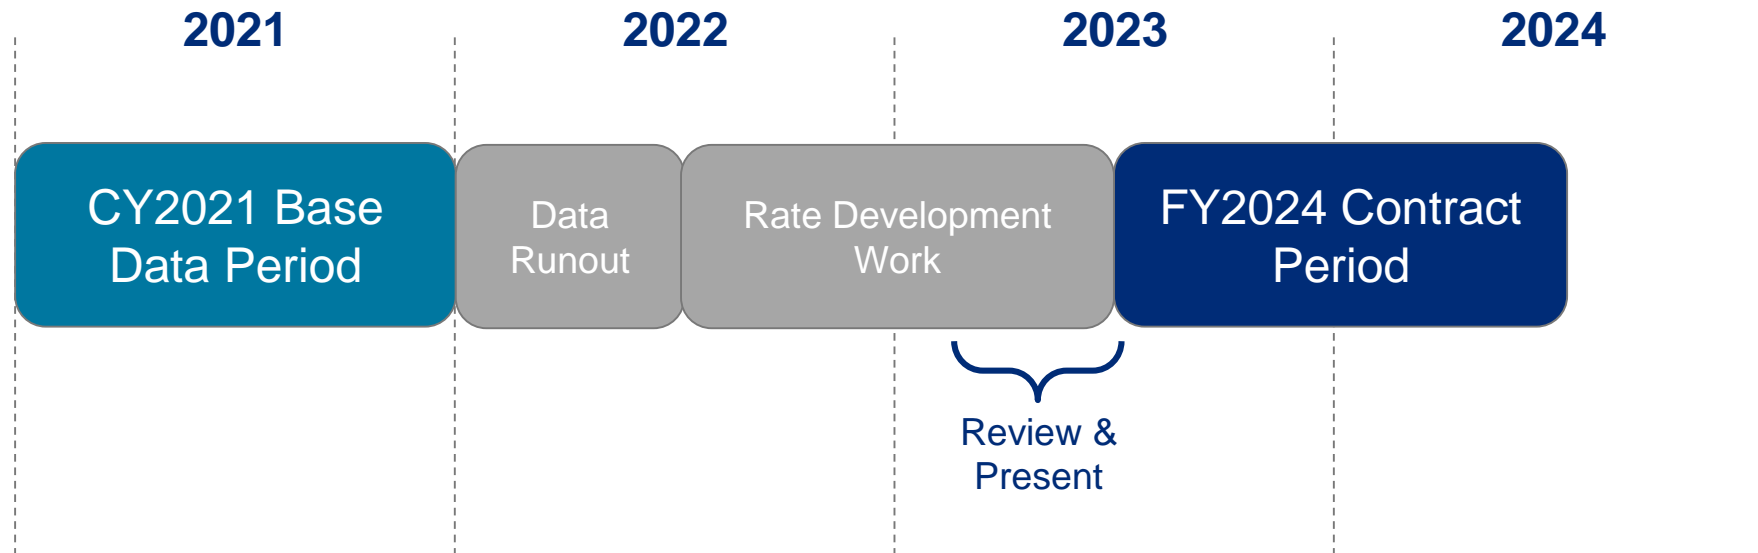 2021
2022
2023
2024
CY2021 Base
Data Period
Data
Runout
Rate Development
Work
FY2024 Contract
Period
Review &
Present